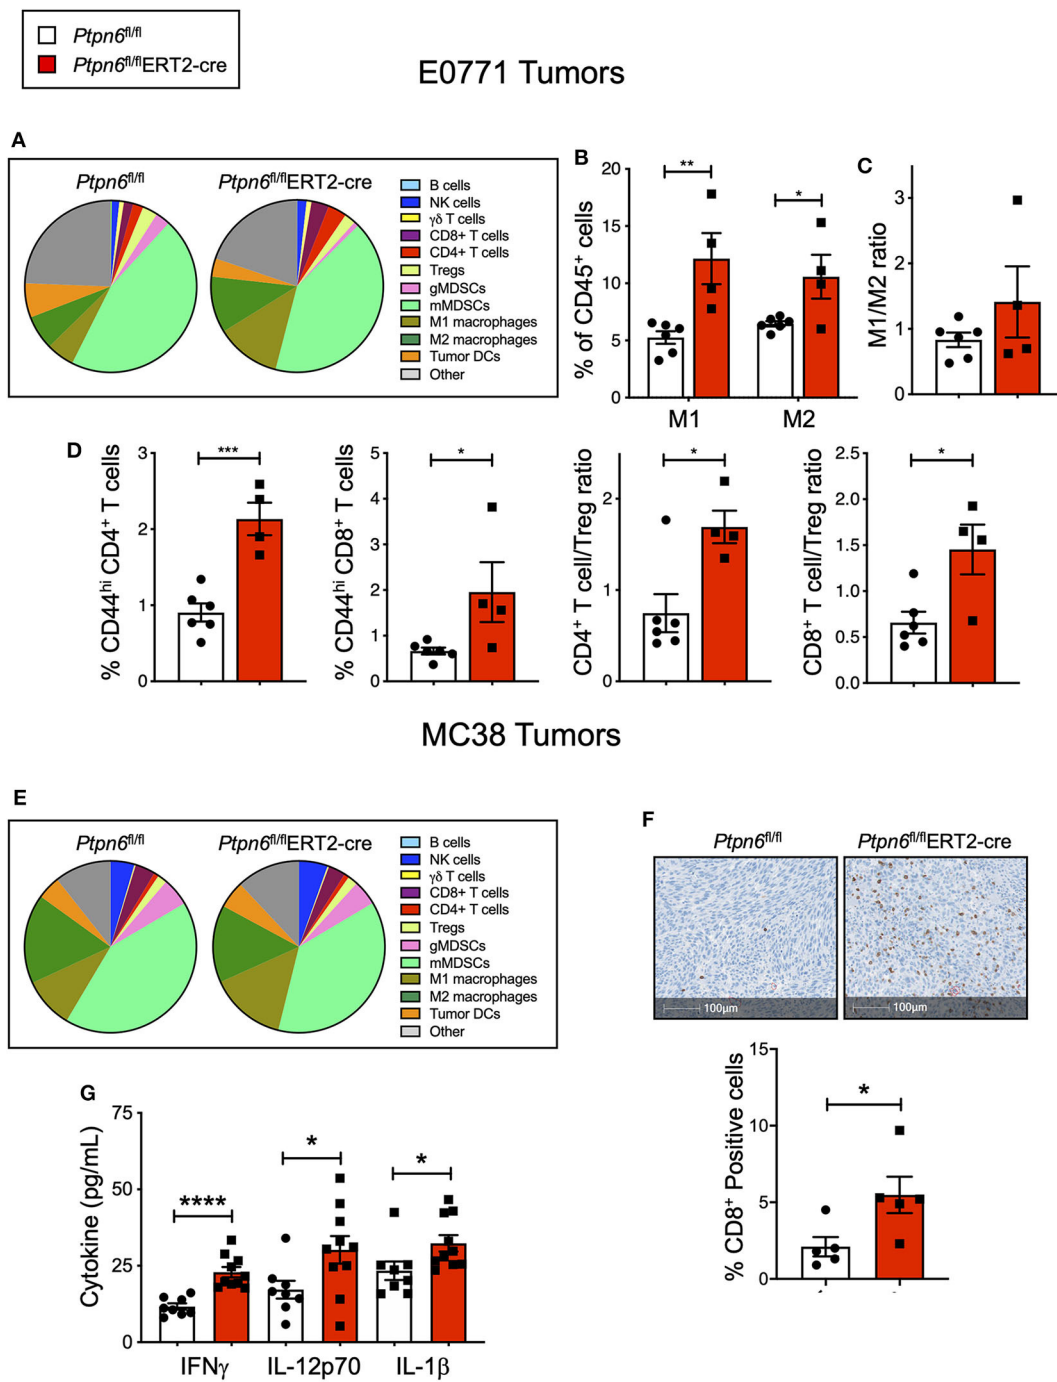 Ptpn6fl/fl
Ptpn6fl/flERT2-cre
E0771 Tumors
A
Ptpn6fl/fl
Ptpn6fl/flERT2-cre
B cells
NK cells
γδ T cells
CD8+ T cells
CD4+ T cells
Tregs
gMDSCs
mMDSCs
M1 macrophages
M2 macrophages
Tumor DCs
Other
B
% of CD45+ cells
20
15
10
5
0
**
*
M1
M2
C
M1/M2 ratio
3
2
1
0
D
% CD44hi CD4+ T cells
3
2
1
0
***
% CD44hi CD8+ T cells
5
4
3
2
1
0
*
CD4+ T cell/Treg ratio
2
1
0
*
CD8+ T cell/Treg ratio
2.5
2.0
1.5
1.0
0.5
0.0
*
MC38 Tumors
E
Ptpn6fl/fl
Ptpn6fl/flERT2-cre
B cells
NK cells
γδ T cells
CD8+ T cells
CD4+ T cells
Tregs
gMDSCs
mMDSCs
M1 macrophages
M2 macrophages
Tumor DCs
Other
F
Ptpn6fl/fl
Ptpn6fl/flERT2-cre
100µm
100µm
% CD8+ Positive cells
15
10
5
0
*
G
Cytokine (pg/mL)
75
50
25
0
****
*
*
IFNγ
IL-12p70
IL-1β